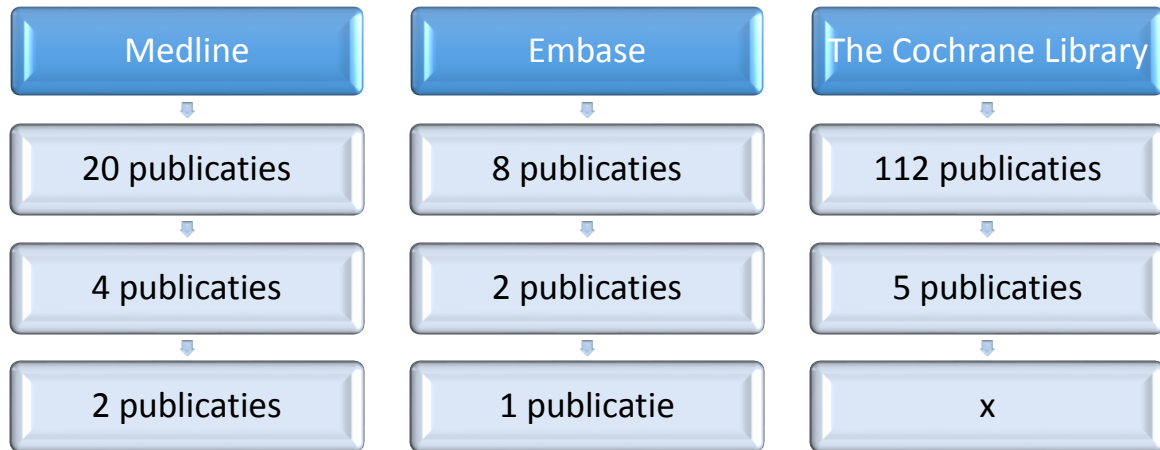 Medline
Embase
The Cochrane Library
20 publicaties
8 publicaties
112 publicaties
4 publicaties
2 publicaties
5 publicaties
2 publicaties
1 publicatie
x